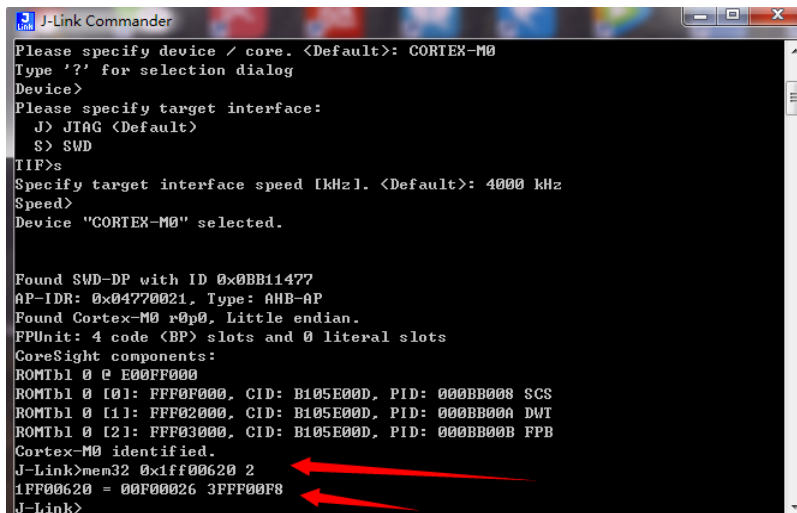 J-Link Commander
Please specify device / core. <Default>: CORTEX-M0
Type '?' for selection dialog
Device>
Please specify target interface:
J> JTAG <Default>
S> SWD
TIF>s
Specify target interface speed [kHz]. <Default>: 4000 kHz
Speed>
Device "CORTEX-M0" selected.
Found SWD-DP with ID 0x0BB11477
AP-IDR: 0x04770021, Type: AHB-AP
Found Cortex-M0 r0p0, Little endian.
FPUnit: 4 code <BP> slots and 0 literal slots
CoreSight components:
ROMTbl 0 @ E00FF000
ROMTbl 0 [0]: FFF0F000, CID: B105E00D, PID: 000BB008 SCS
ROMTbl 0 [1]: FFF02000, CID: B105E00D, PID: 000BB00A DWT
ROMTbl 0 [2]: FFF03000, CID: B105E00D, PID: 000BB00B FPB
Cortex-M0 identified.
J-Link>mem32 0x1ff00620 2
1FF00620 = 00F00026 3FFF00F8
J-Link>